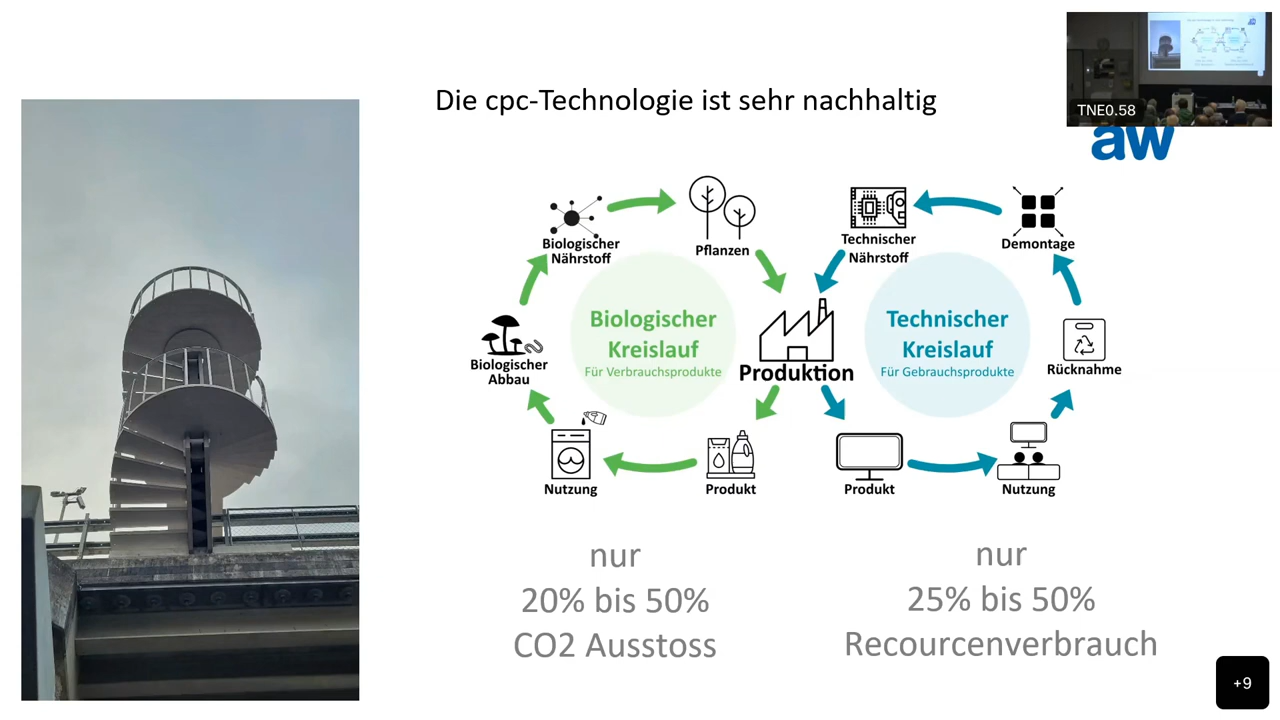 Die cpc-Technologie ist sehr nachhaltig
TNE0.58
aw
Biologischer
Nährstoff
Pflanzen
Technischer
Nährstoff
Demontage
Biologischer
Kreislauf
Für Verbrauchsprodukte
Technischer
Kreislauf
Für Gebrauchsprodukte
Biologischer
Abbau
Produktion
Rücknahme
Nutzung
Produkt
Produkt
Nutzung
nur
20% bis 50%
CO2 Ausstoss
nur
25% bis 50%
Recourcenverbrauch
+9